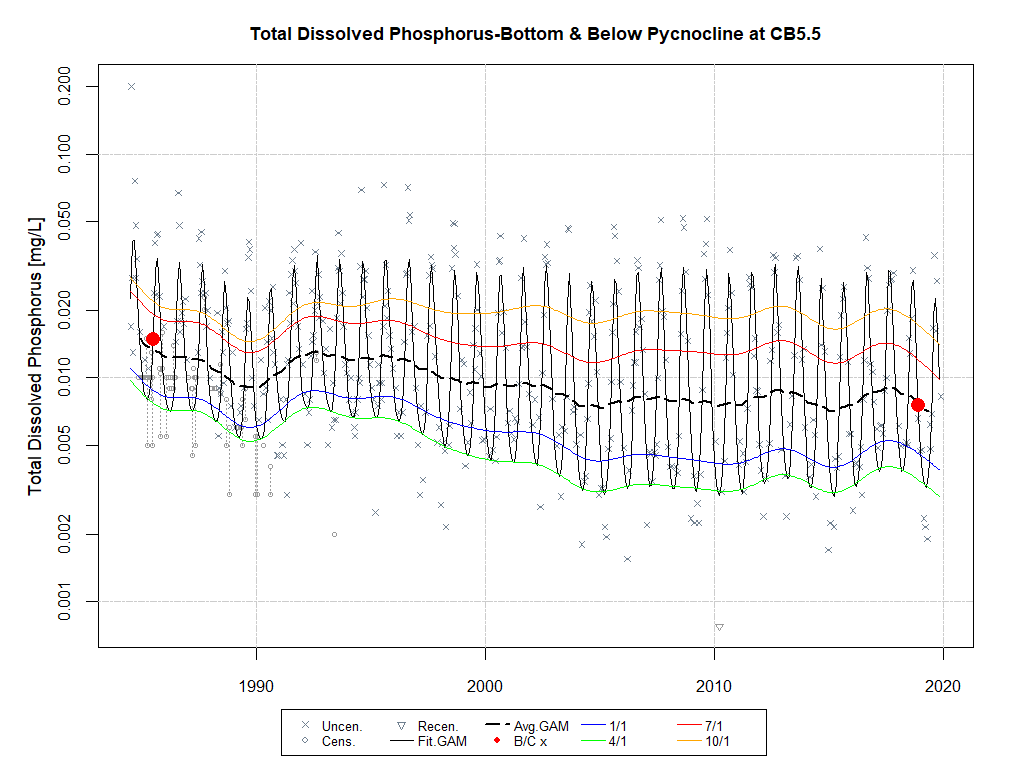 Total Dissolved Phosphorus-Bottom & Below Pycnocline at CB5.5
Total Dissolved Phosphorus [mg/L]
0.200
0.100
0.050
0.020
0.010
0.005
0.002
0.001
1990 2000 2010 2020
Uncen. Recen. Avg.GAM 1/1 7/1
Cens. Fit.GAM B/C x 4/1 10/1